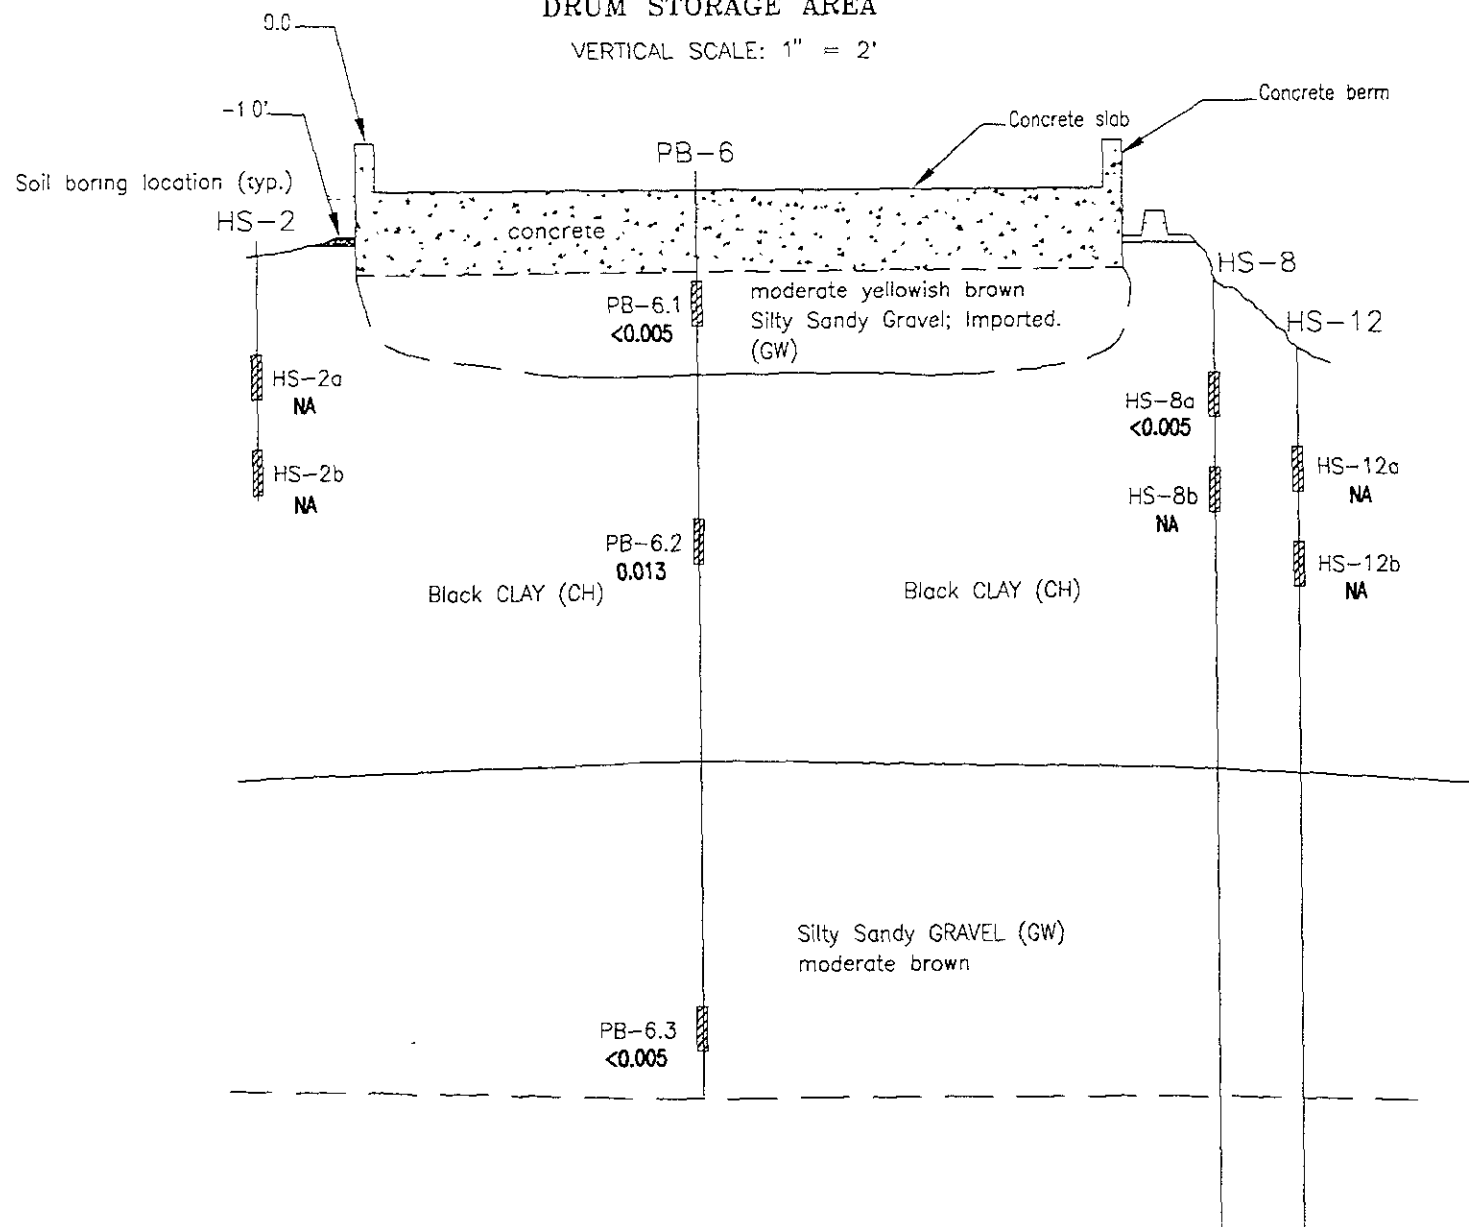 DRUM STORAGE AREA
VERTICAL SCALE: 1" = 2'
0.0
-1 0'
Concrete berm
Concrete slab
PB-6
Soil boring location (typ.)
HS-2
concrete
HS-8
moderate yellowish brown
Silty Sandy Gravel; Imported.
(GW)
PB-6.1
<0.005
HS-12
HS-2a
NA
HS-8a
<0.005
HS-2b
NA
HS-8b
NA
HS-12a
NA
PB-6.2
0.013
HS-12b
NA
Black CLAY (CH)
Black CLAY (CH)
Silty Sandy GRAVEL (GW)
moderate brown
PB-6.3
<0.005